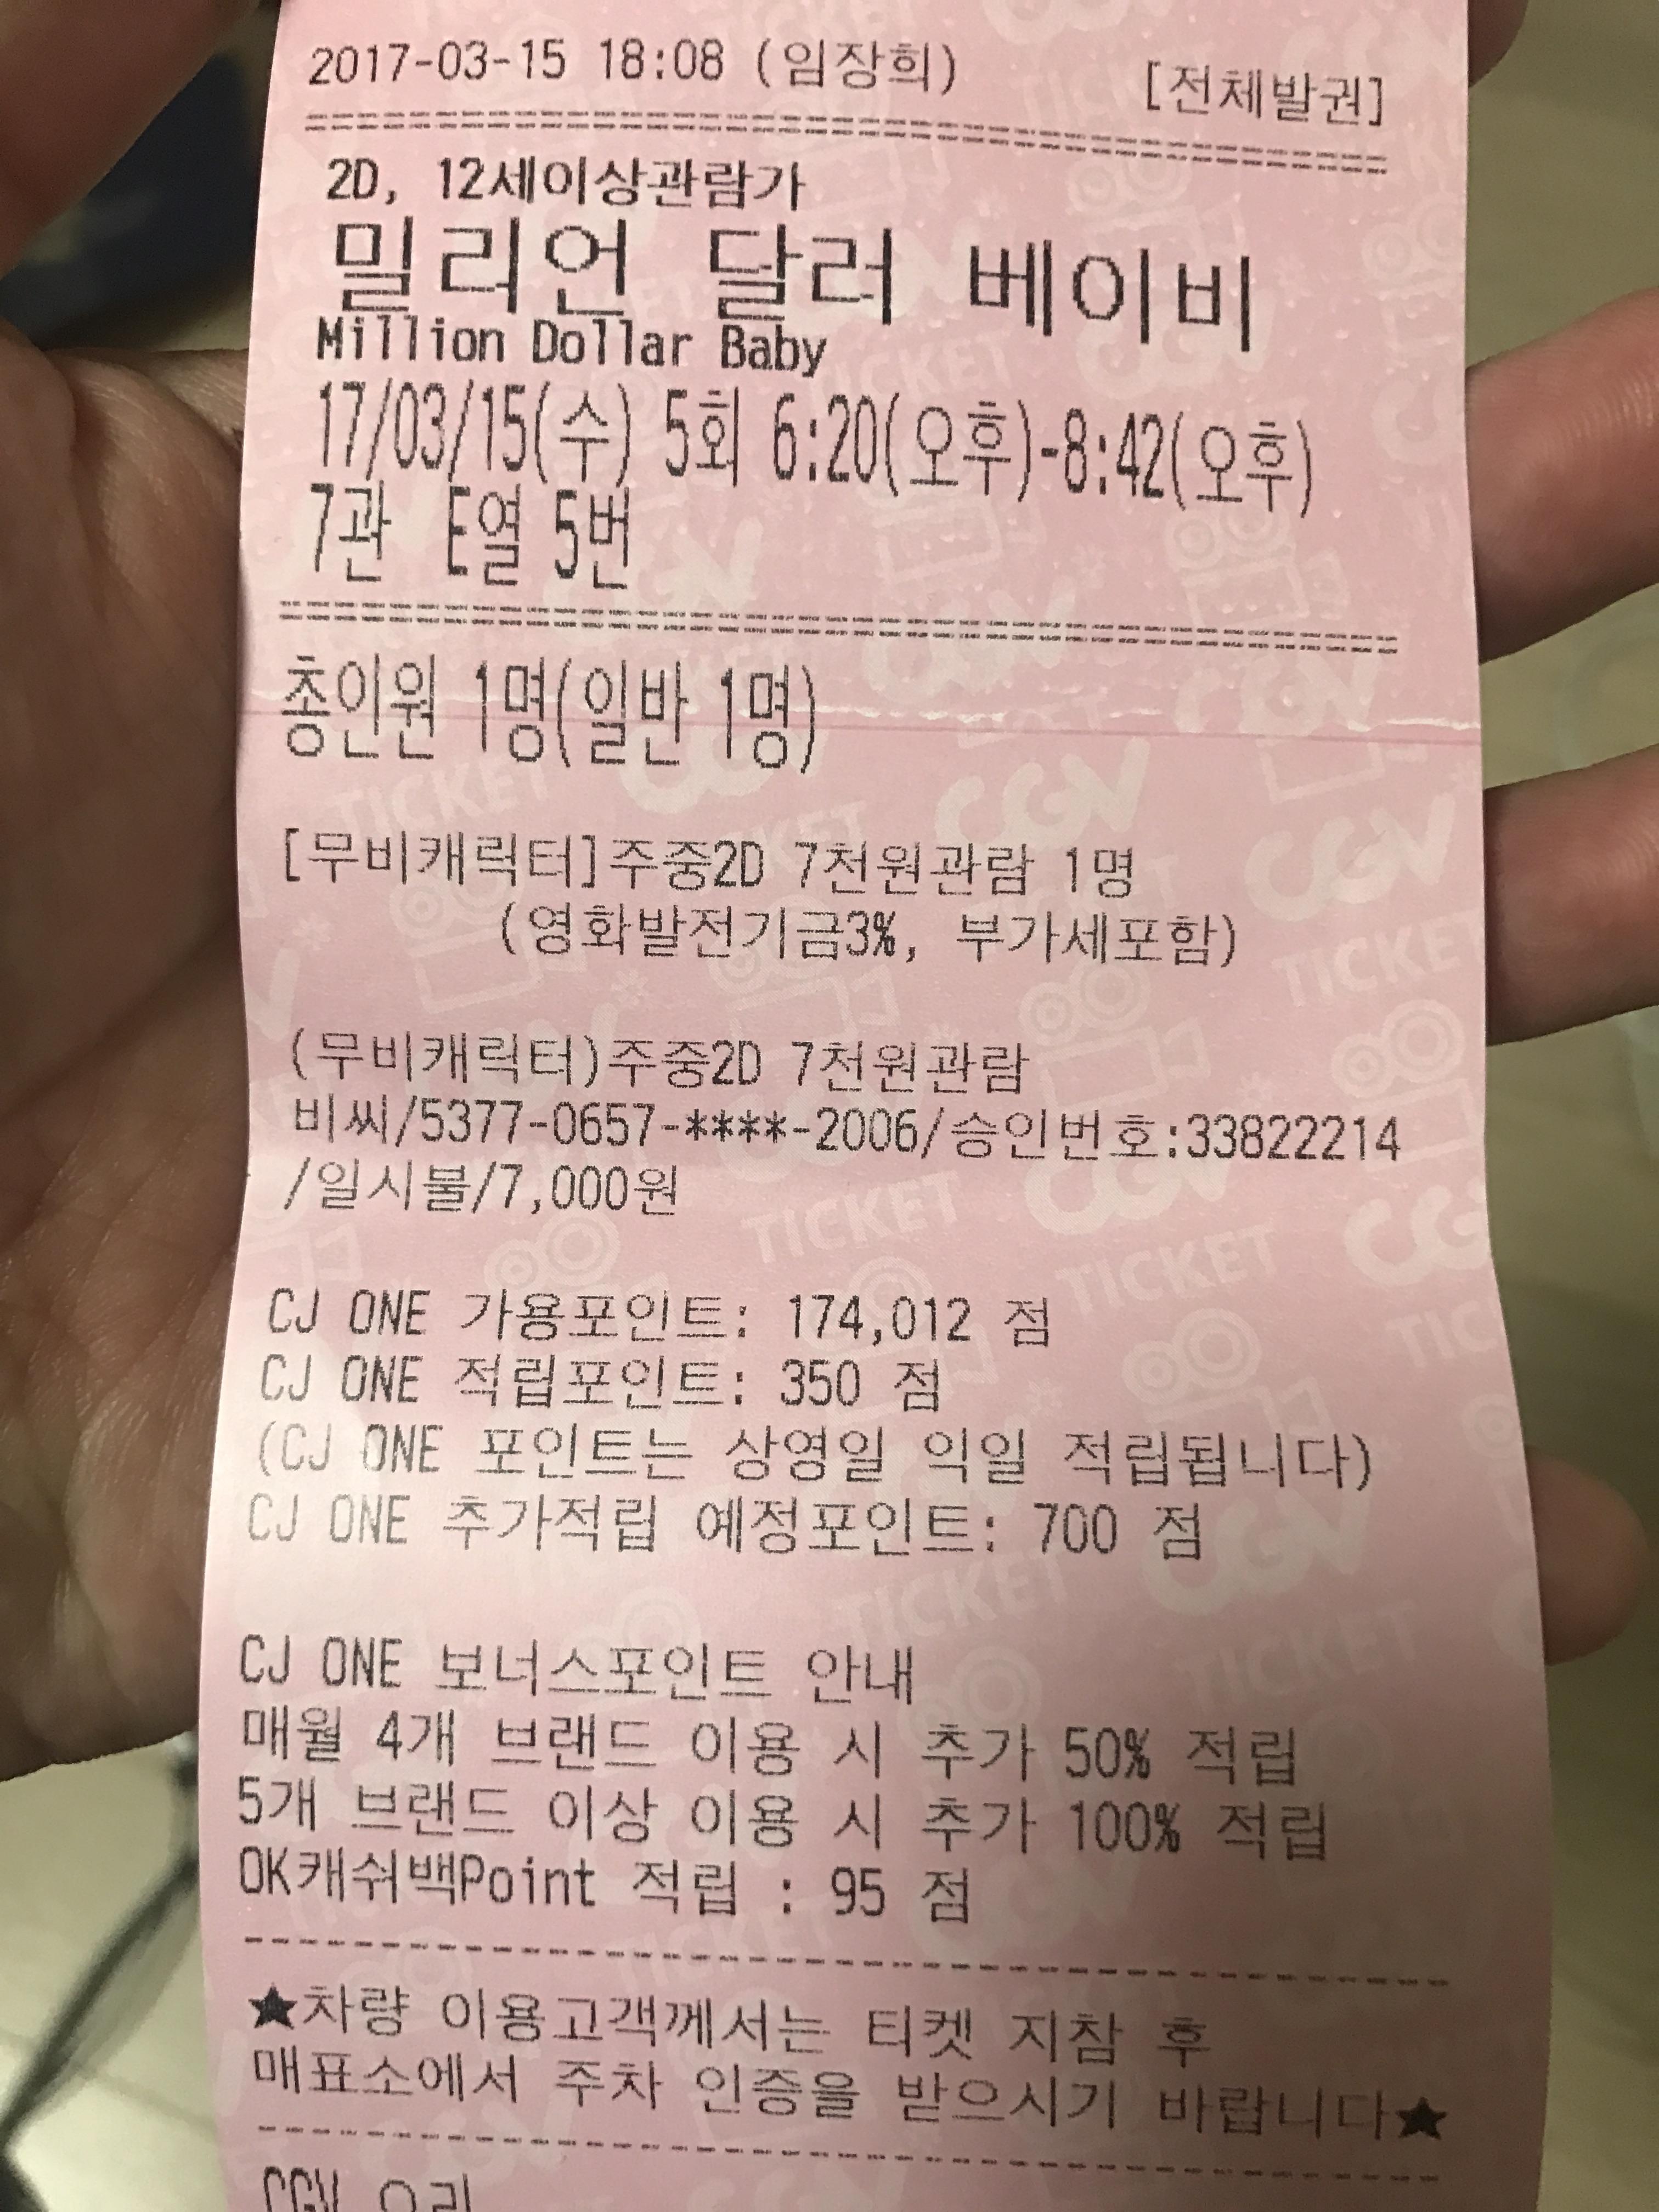 2017-03-15 18:08 (임장희) [전체발권]
2D, 12세이상관람가
밀리언 달러 베이비
Million Dollar Baby
17/03/15(수) 5회 6:20(오후)-8:42(오후)
7관 E열 5번
총인원 1명(일반 1명)
[무비캐릭터]주중2D 7천원관람 1명
(영화발전기금3%, 부가세포함)
(무비캐릭터)주중2D 7천원관람
비씨/5377-0657-****-2006/승인번호:33822214
/일시불/7,000원
CJ ONE 가용포인트: 174,012 점
CJ ONE 적립포인트: 350 점
(CJ ONE 포인트는 상영일 익일 적립됩니다)
CJ ONE 추가적립 예정포인트: 700 점
CJ ONE 보너스포인트 안내
매월 4개 브랜드 이용 시 추가 50% 적립
5개 브랜드 이상 이용 시 추가 100% 적립
OK캐쉬백Point 적립 : 95 점
★차량 이용고객께서는 티켓 지참 후
매표소에서 주차 인증을 받으시기 바랍니다★
CGV 오리